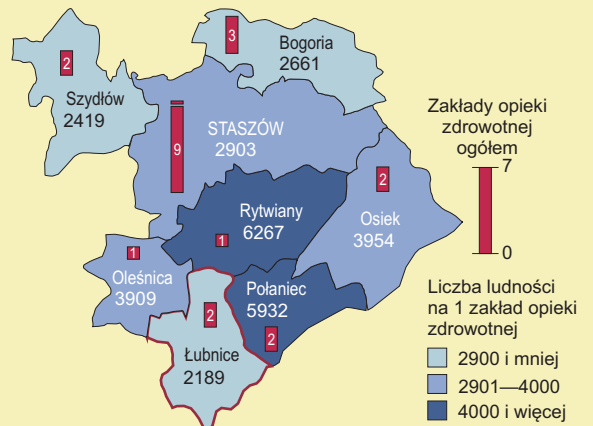 3
Bogoria
2661
2
Szydłów
2419
STASZÓW
2903
9
2
Osiek
3954
Rytwiany
6267
1
1
Oleśnica
3909
Połaniec
5932
2
2
Łubnice
2189
Zakłady opieki
zdrowotnej
ogółem
7
0
Liczba ludności
na 1 zakład opieki
zdrowotnej
2900 i mniej
2901—4000
4000 i więcej